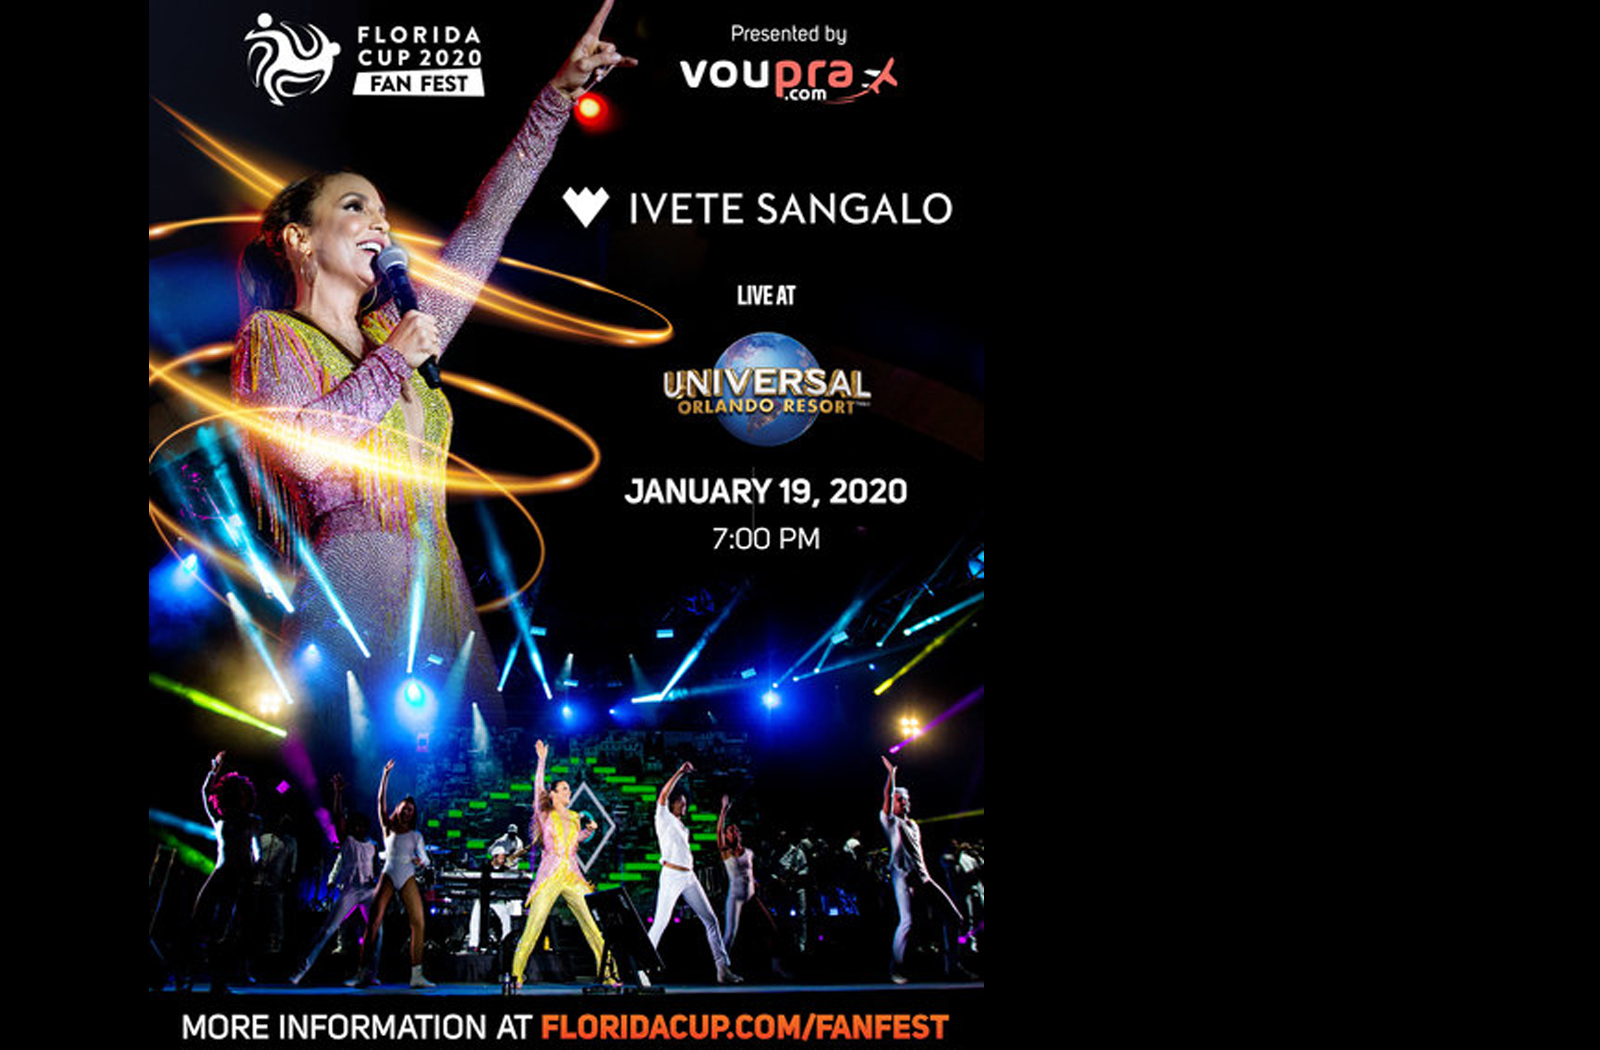 FLORIDA
CUP 2020
FAN FEST
Presented by
voupra
.com
IVETE SANGALO
LIVE AT
UNIVERSAL
ORLANDO RESORT
JANUARY 19, 2020
7:00 PM
MORE INFORMATION AT FLORIDACUP.COM/FANFEST